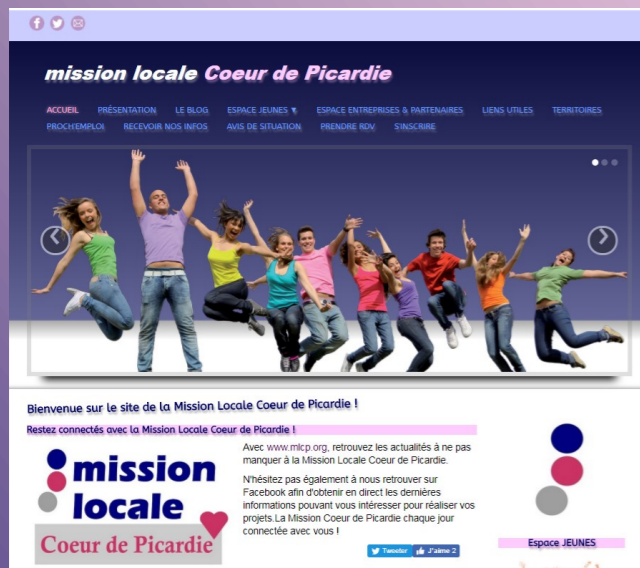 mission locale Coeur de Picardie
ACCUEIL PRÉSENTATION LE BLOG ESPACE JEUNES ESPACE ENTREPRISES & PARTENAIRES LIENS UTILES TERRITOIRES
PROCH'EMPLOI RECEVOIR NOS INFOS AVIS DE SITUATION PRENDRE RDV S'INSCRIRE
Bienvenue sur le site de la Mission Locale Coeur de Picardie !
Restez connectés avec la Mission Locale Coeur de Picardie !
mission
locale
Coeur de Picardie
Avec www.mlcp.org, retrouvez les actualités à ne pas
manquer à la Mission Locale Coeur de Picardie.
N'hésitez pas également à nous retrouver sur
Facebook afin d'obtenir en direct les dernières
informations pouvant vous intéresser pour réaliser vos
projets.La Mission Coeur de Picardie chaque jour
connectée avec vous !
Tweeter J'aime 2
Espace JEUNES